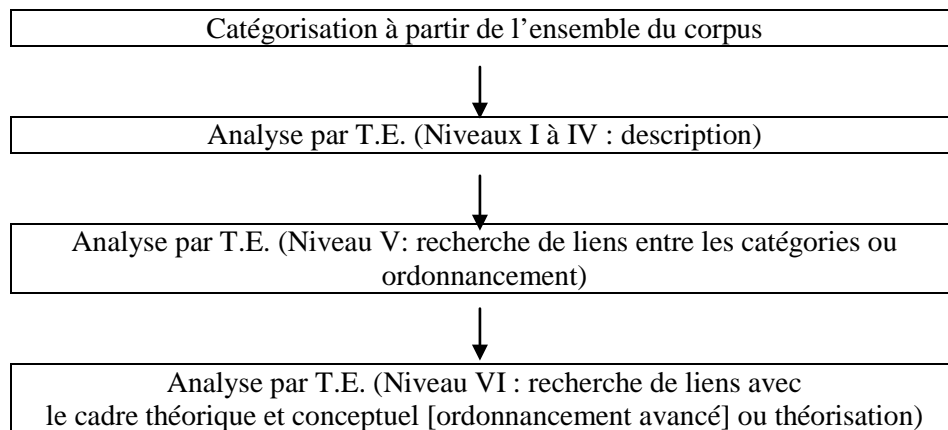 Catégorisation à partir de l’ensemble du corpus
Analyse par T.E. (Niveaux I à IV : description)
Analyse par T.E. (Niveau V: recherche de liens entre les catégories ou
ordonnancement)
Analyse par T.E. (Niveau VI : recherche de liens avec
le cadre théorique et conceptuel [ordonnancement avancé] ou théorisation)